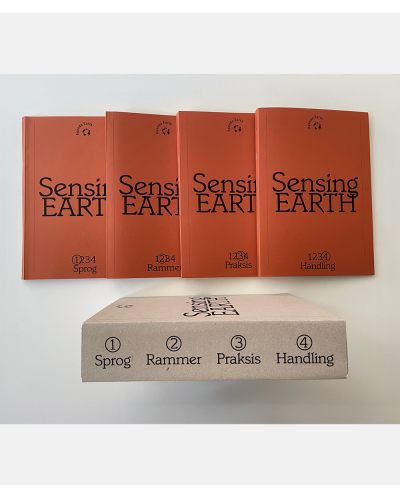 Sensing
EARTH
①234
Sprog
Sensing
EARTH
1②34
Rammer
Sensing
EARTH
12③4
Praksis
Sensing
EARTH
123④
Handling
Sensing
EARTH
① ② ③ ④
Sprog Rammer Praksis Handling